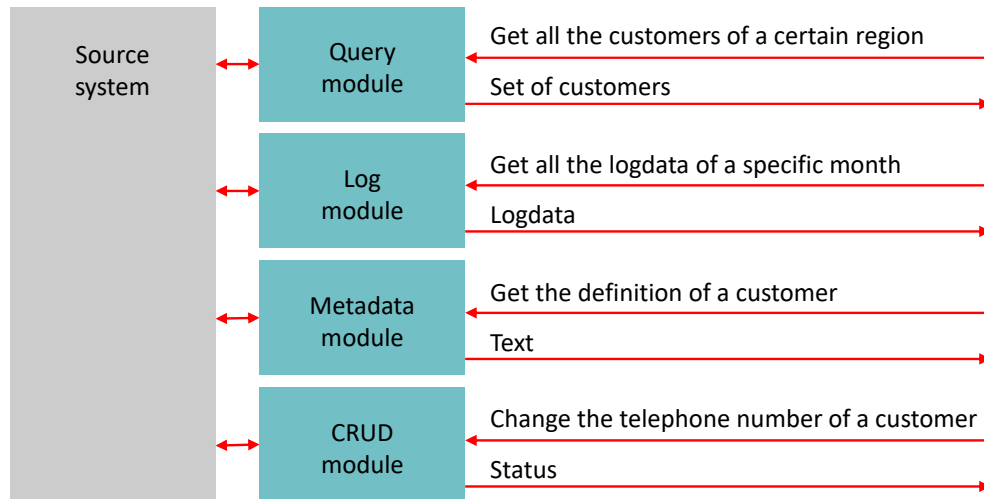 Source
system
Query
module
Get all the customers of a certain region
Set of customers
Log
module
Get all the logdata of a specific month
Logdata
Metadata
module
Get the definition of a customer
Text
CRUD
module
Change the telephone number of a customer
Status